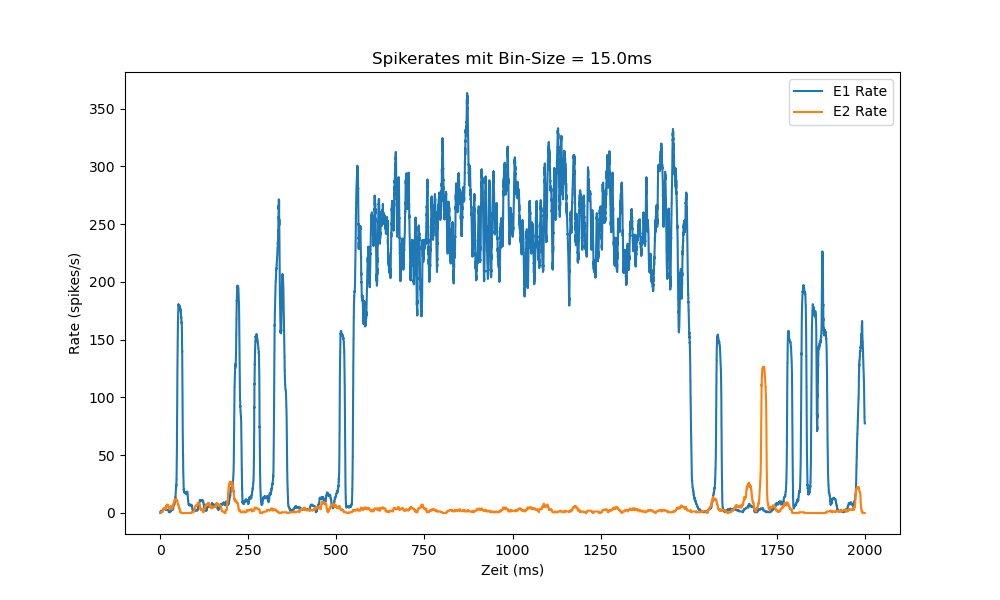 Spikerates mit Bin-Size = 15.0ms
E1 Rate
E2 Rate
Rate (spikes/s)
350
300
250
200
150
100
50
0
0 250 500 750 1000 1250 1500 1750 2000
Zeit (ms)